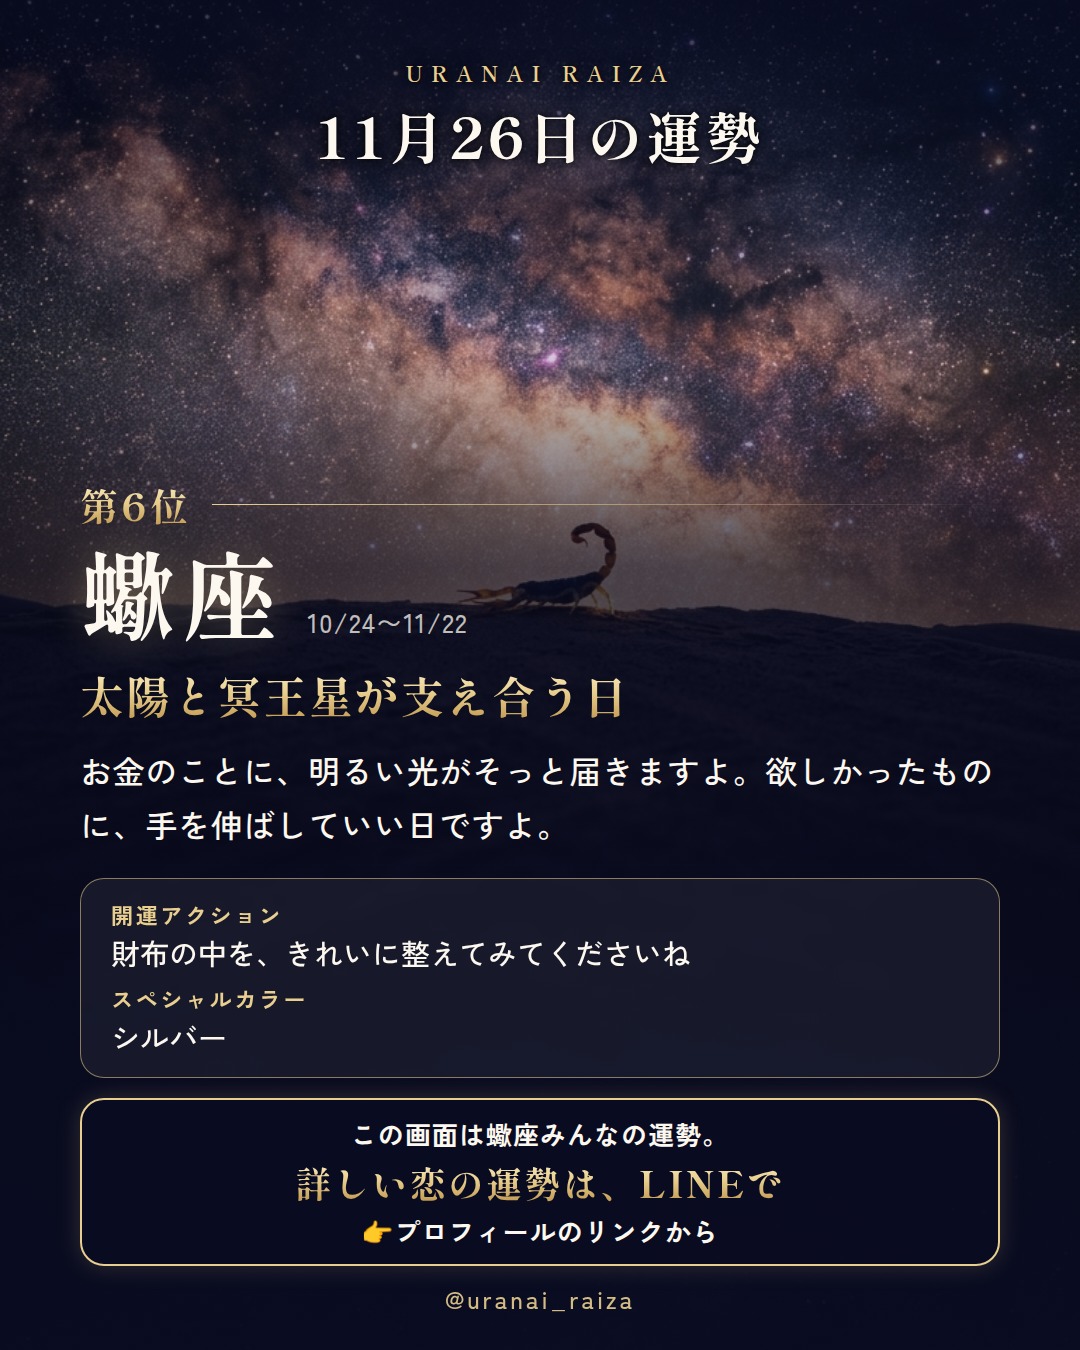 URANAI RAIZA
11月26日の運勢
第6位
蠍座 10/24〜11/22
太陽と冥王星が支え合う日
お金のことに、明るい光がそっと届きますよ。欲しかったもの
に、手を伸ばしていい日ですよ。
開運アクション
財布の中を、きれいに整えてみてくださいね
スペシャルカラー
シルバー
この画面は蠍座みんなの運勢。
詳しい恋の運勢は、LINEで
👉プロフィールのリンクから
@uranai_raiza